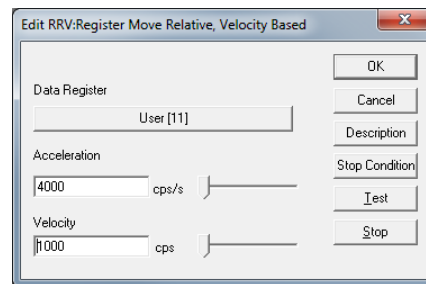 Edit RRV:Register Move Relative, Velocity Based
OK
Data Register
Cancel
User [11]
Description
Acceleration
Stop Condition
4000 cps/s
Test
Velocity
Stop
1000 cps